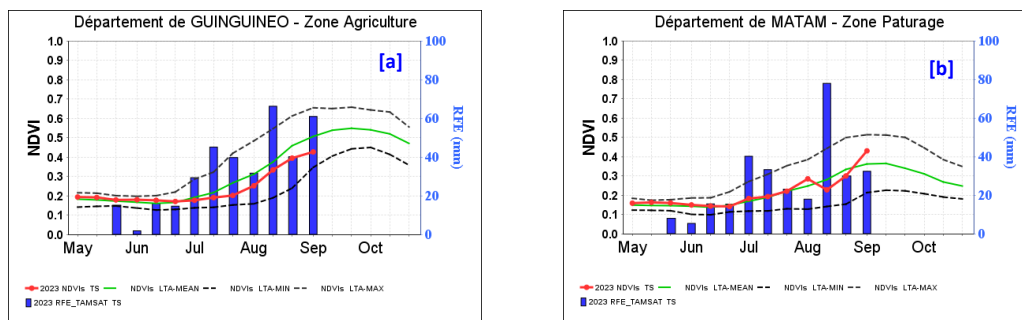 Département de GUINGUINEO - Zone Agriculture
1.0
0.9
0.8
0.7
0.6
0.5
0.4
0.3
0.2
0.1
0.0
NDVI
100
80
60
40
20
0
RFE (mm)
[a]
May Jun Jul Aug Sep Oct
2023 NDVIs TS NDVIs LTA-MEAN NDVIs LTA-MIN NDVIs LTA-MAX
2023 RFE_TAMSAT TS
Département de MATAM - Zone Paturage
1.0
0.9
0.8
0.7
0.6
0.5
0.4
0.3
0.2
0.1
0.0
NDVI
100
80
60
40
20
0
RFE (mm)
[b]
May Jun Jul Aug Sep Oct
2023 NDVIs TS NDVIs LTA-MEAN NDVIs LTA-MIN NDVIs LTA-MAX
2023 RFE_TAMSAT TS